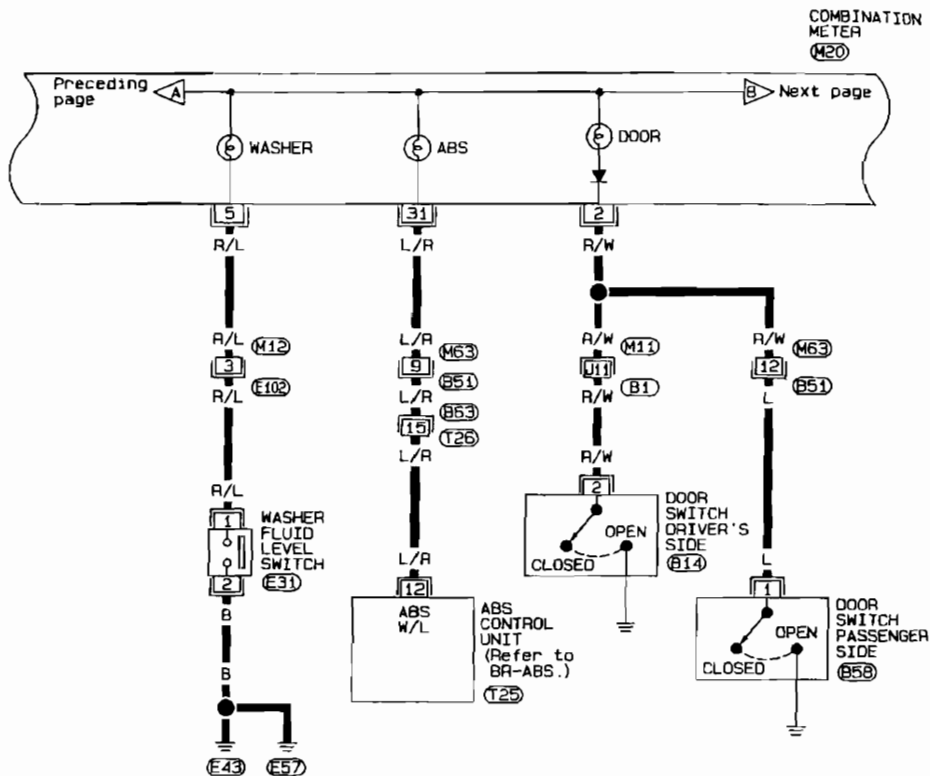 COMBINATION
METER
M20
Preceding
page
A
B
Next page
WASHER
ABS
DOOR
5
31
2
R/L
L/R
R/W
R/L
M12
L/R
M63
R/W
M11
R/W
M63
3
9
U11
12
R/L
E102
L/R
B51
R/W
B1
L
B51
B63
15
T26
L/R
R/W
R/L
2
1
WASHER
FLUID
LEVEL
SWITCH
E31
2
DOOR
SWITCH
DRIVER'S
SIDE
B14
OPEN
CLOSED
L/R
L
12
1
B
ABS
W/L
ABS
CONTROL
UNIT
(Refer to
BR-ABS.)
T25
DOOR
SWITCH
PASSENGER
SIDE
B58
OPEN
CLOSED
B
E43
E57